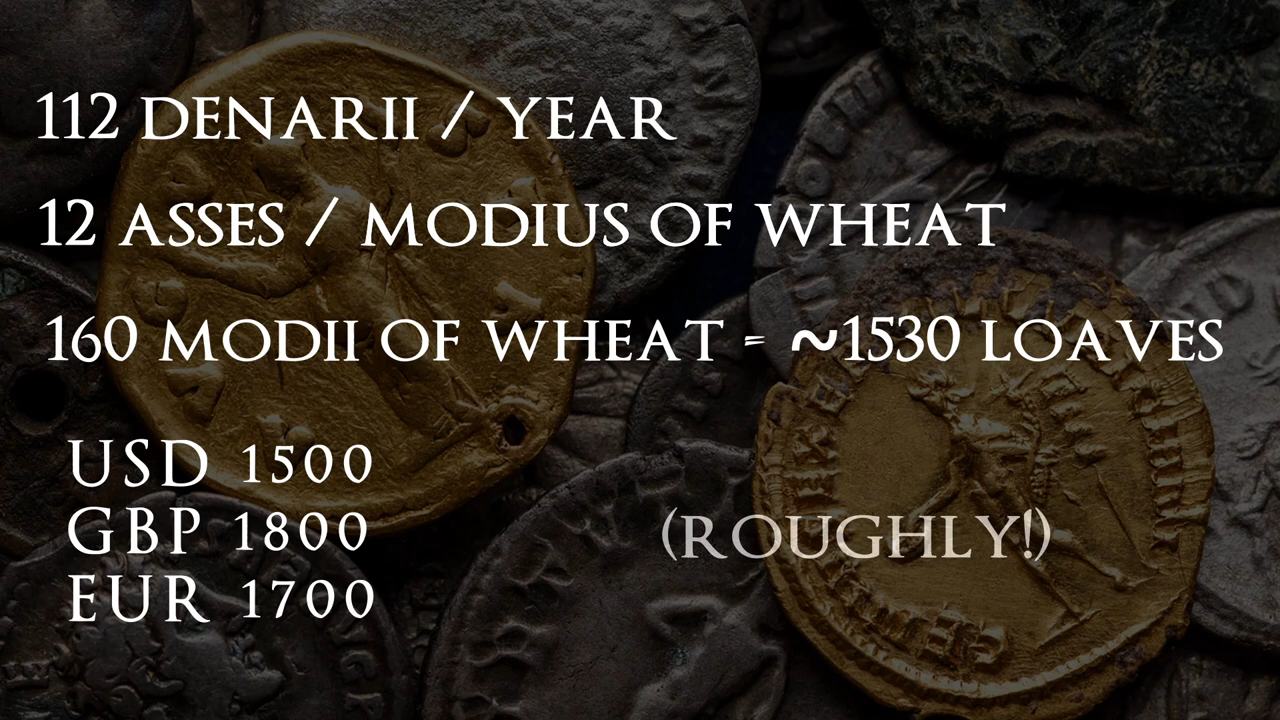 112 DENARII / YEAR
12 ASSES / MODIUS OF WHEAT
160 MODII OF WHEAT = ~1530 LOAVES
USD 1500
GBP 1800
(ROUGHLY!)
EUR 1700